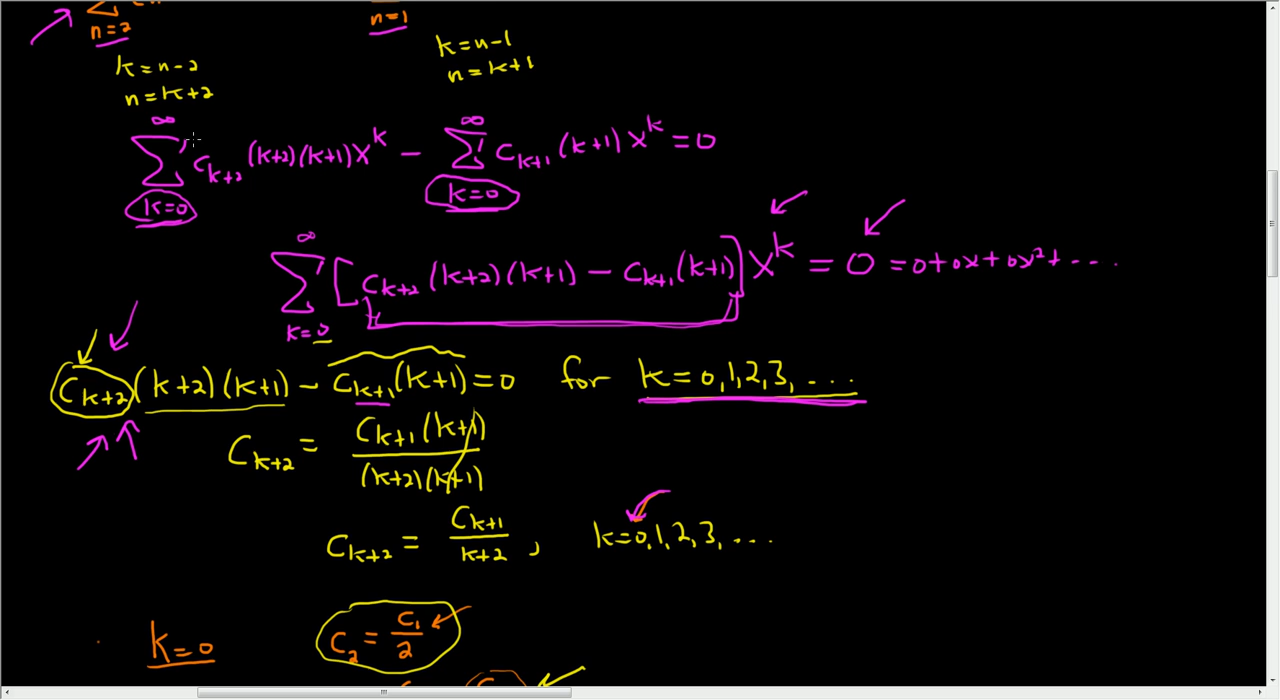 n=2
n=1
k=n-2
n=k+2
k=n-1
n=k+1
∑_{k=0}^{∞} C_{k+2} (k+2)(k+1) x^k - ∑_{k=0}^{∞} C_{k+1} (k+1) x^k = 0
∑_{k=0}^{∞} [C_{k+2} (k+2)(k+1) - C_{k+1} (k+1)] x^k = 0 = 0+0x+0x²+...
C_{k+2} (k+2)(k+1) - C_{k+1} (k+1) = 0 for k=0,1,2,3,....
C_{k+2} = C_{k+1}(k+1) / (k+2)(k+1)
C_{k+2} = C_{k+1} / k+2 , k=0,1,2,3,....
k=0
C_2 = C_1 / 2